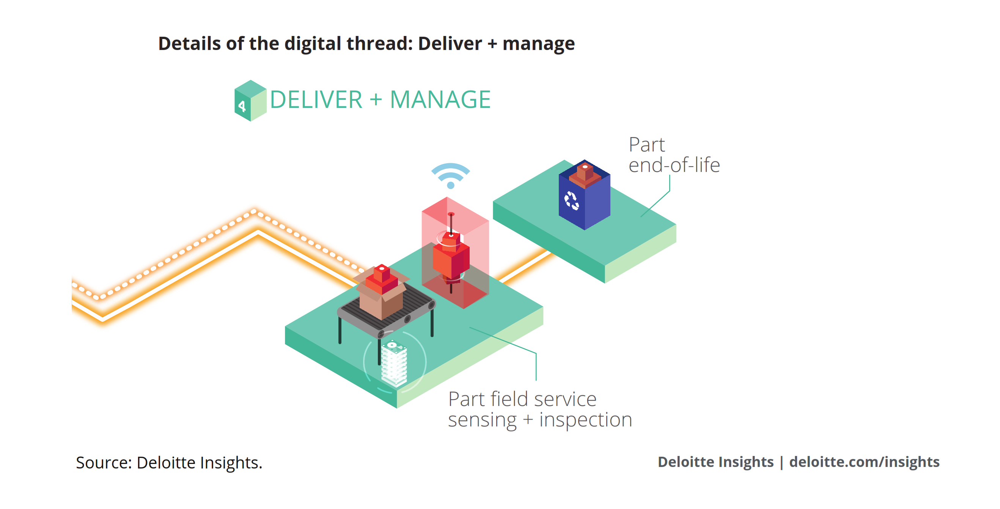 Details of the digital thread: Deliver + manage
4
DELIVER + MANAGE
Part
end-of-life
Part field service
sensing + inspection
Source: Deloitte Insights.
Deloitte Insights | deloitte.com/insights